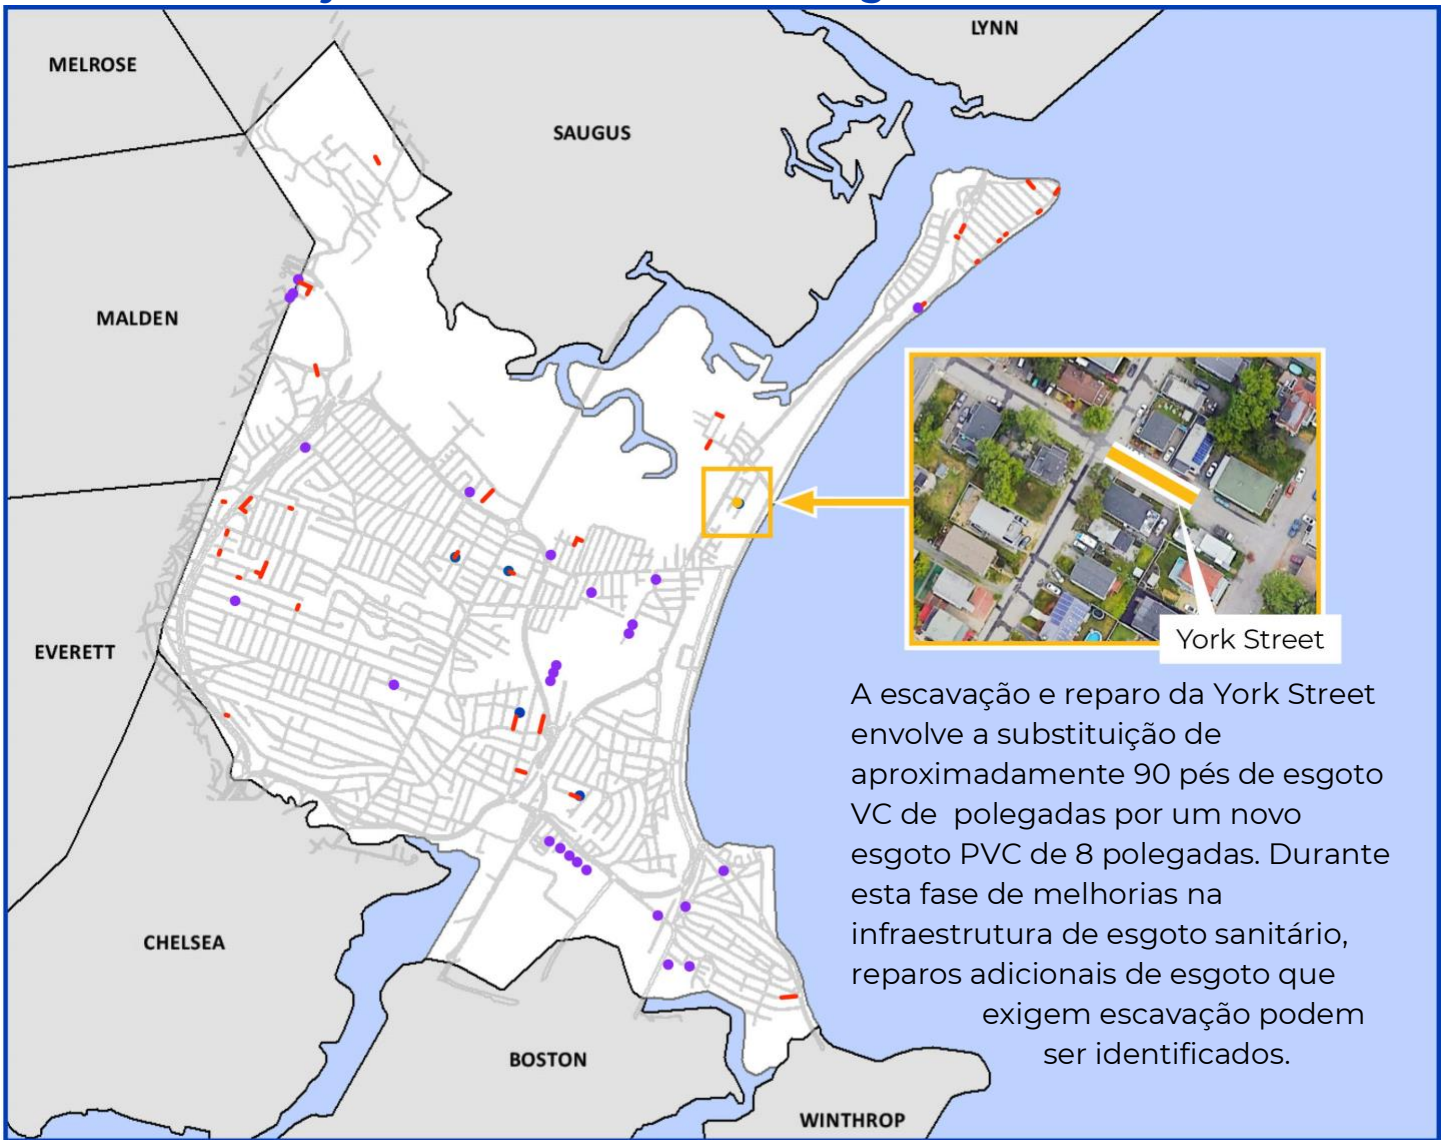 LYNN
MELROSE
SAUGUS
MALDEN
EVERETT
York Street
A escavação e reparo da York Street
envolve a substituição de
aproximadamente 90 pés de esgoto
VC de  polegadas por um novo
esgoto PVC de 8 polegadas. Durante
esta fase de melhorias na
infraestrutura de esgoto sanitário,
reparos adicionais de esgoto que
exigem escavação podem
ser identificados.
CHELSEA
BOSTON
WINTHROP